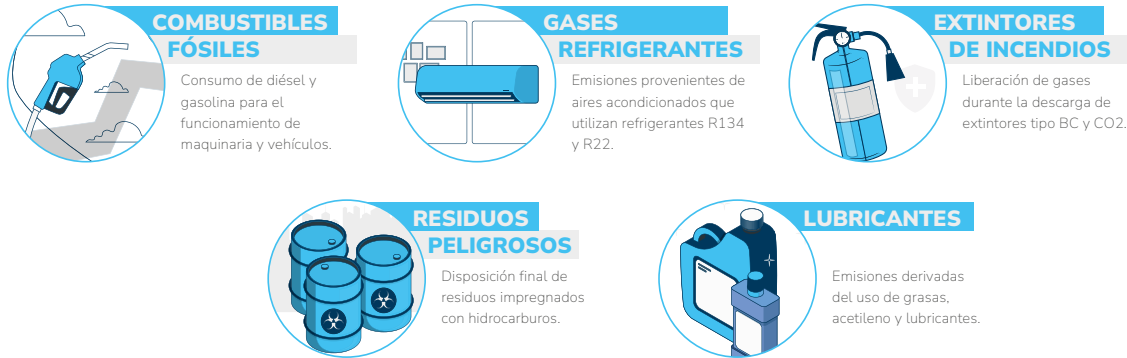 COMBUSTIBLES
FÓSILES
Consumo de diésel y
gasolina para el
funcionamiento de
maquinaria y vehículos.
GASES
REFRIGERANTES
Emisiones provenientes de
aires acondicionados que
utilizan refrigerantes R134
y R22.
EXTINTORES
DE INCENDIOS
Liberación de gases
durante la descarga de
extintores tipo BC y CO2.
RESIDUOS
PELIGROSOS
Disposición final de
residuos impregnados
con hidrocarburos.
LUBRICANTES
Emisiones derivadas
del uso de grasas,
acetileno y lubricantes.